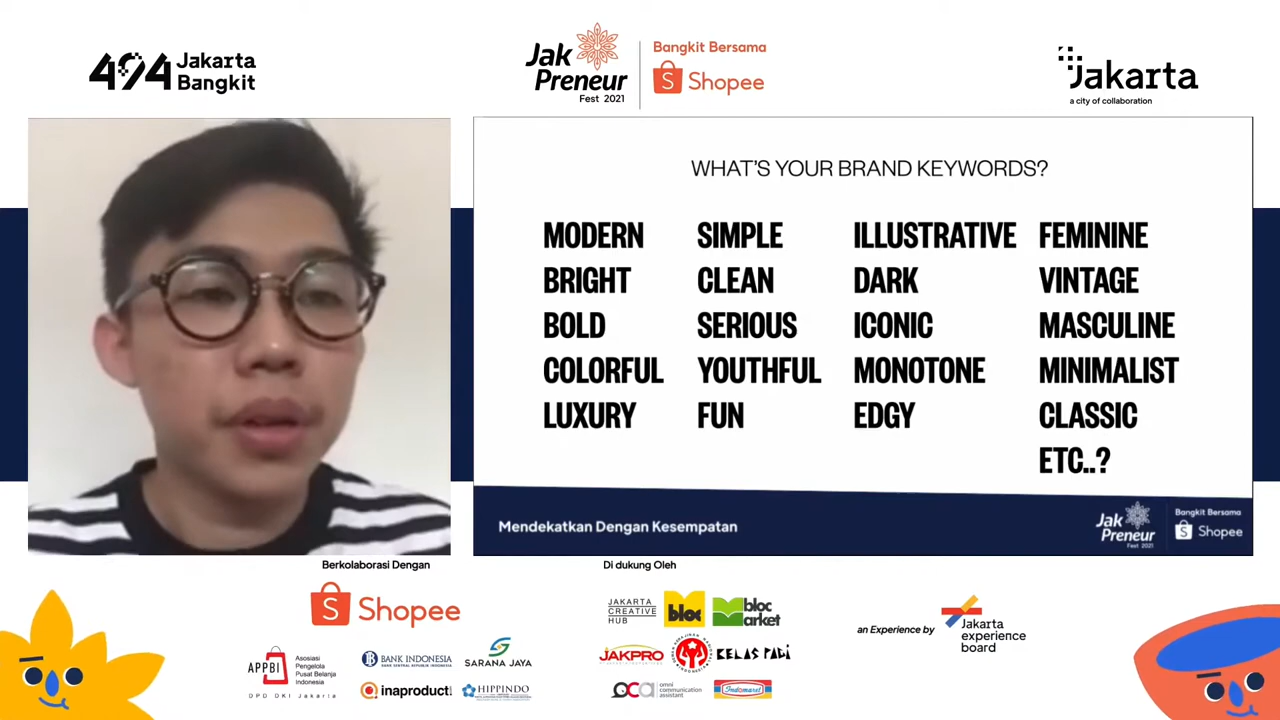 494 Jakarta Bangkit
Jak Preneur
Fest 2021
Bangkit Bersama
Shopee
Jakarta
a city of collaboration
WHAT'S YOUR BRAND KEYWORDS?
MODERN SIMPLE ILLUSTRATIVE FEMININE
BRIGHT CLEAN DARK VINTAGE
BOLD SERIOUS ICONIC MASCULINE
COLORFUL YOUTHFUL MONOTONE MINIMALIST
LUXURY FUN EDGY CLASSIC
ETC..?
Mendekatkan Dengan Kesempatan
Jak Preneur
Fest 2021
Bangkit Bersama
Shopee
Berkolaborasi Dengan
Di dukung Oleh
Shopee
JAKARTA
CREATIVE
HUB
bloc
bloc
market
an Experience by
Jakarta
experience
board
APPBI
Asosiasi
Pengelola
Pusat Belanja
Indonesia
DPD DKI Jakarta
BANK INDONESIA
BANK SENTRAL REPUBLIK INDONESIA
SARANA JAYA
JAKPRO
KELAS PADI
inaproduct
HIPPINDO
oca
omni
communication
assistant
Indomaret